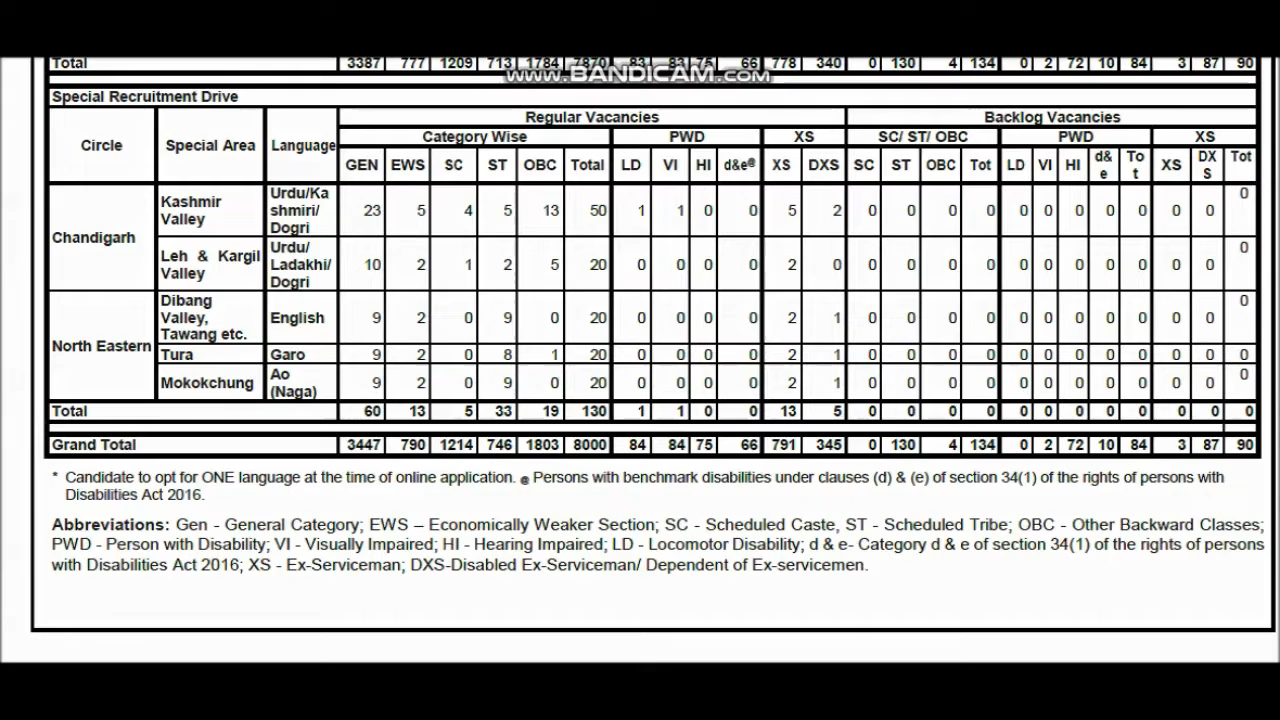 Total 3387 777 1209 713 1784 7870 83 83 75 66 778 340 0 130 4 134 0 2 72 10 84 3 87 90
www.BANDICAM.com
Special Recruitment Drive
Circle Special Area Language Regular Vacancies Backlog Vacancies
Category Wise PWD XS SC/ ST/ OBC PWD XS
GEN EWS SC ST OBC Total LD VI HI d&e@ XS DXS SC ST OBC Tot LD VI HI d& e To t XS DX S Tot
Chandigarh Kashmir Valley Urdu/Ka shmiri/ Dogri 23 5 4 5 13 50 1 1 0 0 5 2 0 0 0 0 0 0 0 0 0 0 0 0
Leh & Kargil Valley Urdu/ Ladakhi/ Dogri 10 2 1 2 5 20 0 0 0 0 2 0 0 0 0 0 0 0 0 0 0 0 0 0
North Eastern Dibang Valley, Tawang etc. English 9 2 0 9 0 20 0 0 0 0 2 1 0 0 0 0 0 0 0 0 0 0 0 0
Tura Garo 9 2 0 8 1 20 0 0 0 0 2 1 0 0 0 0 0 0 0 0 0 0 0 0
Mokokchung Ao (Naga) 9 2 0 9 0 20 0 0 0 0 2 1 0 0 0 0 0 0 0 0 0 0 0 0
Total 60 13 5 33 19 130 1 1 0 0 13 5 0 0 0 0 0 0 0 0 0 0 0 0
Grand Total 3447 790 1214 746 1803 8000 84 84 75 66 791 345 0 130 4 134 0 2 72 10 84 3 87 90
* Candidate to opt for ONE language at the time of online application. @ Persons with benchmark disabilities under clauses (d) & (e) of section 34(1) of the rights of persons with
Disabilities Act 2016.
Abbreviations: Gen - General Category; EWS – Economically Weaker Section; SC - Scheduled Caste, ST - Scheduled Tribe; OBC - Other Backward Classes;
PWD - Person with Disability; VI - Visually Impaired; HI - Hearing Impaired; LD - Locomotor Disability; d & e- Category d & e of section 34(1) of the rights of persons
with Disabilities Act 2016; XS - Ex-Serviceman; DXS-Disabled Ex-Serviceman/ Dependent of Ex-servicemen.